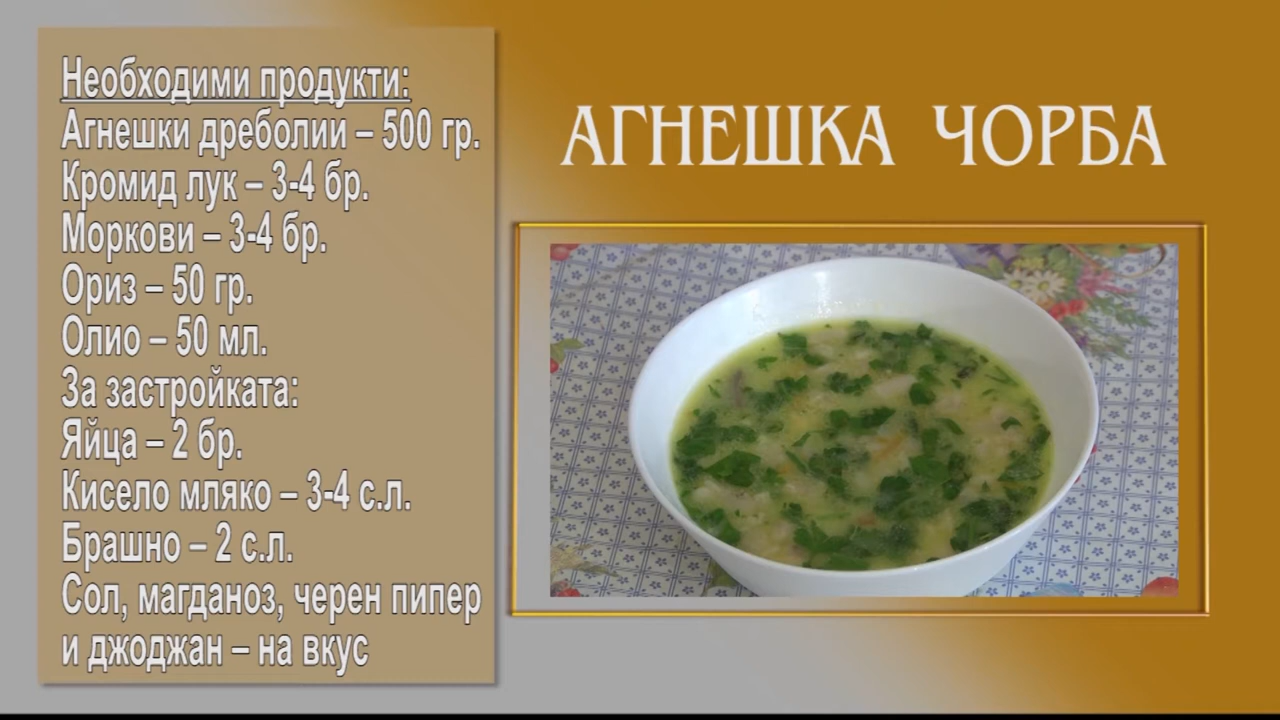 Необходими продукти:
Агнешки дреболии – 500 гр.
Кромид лук – 3-4 бр.
Моркови – 3-4 бр.
Ориз – 50 гр.
Олио – 50 мл.
За застройката:
Яйца – 2 бр.
Кисело мляко – 3-4 с.л.
Брашно – 2 с.л.
Сол, магданоз, черен пипер
и джоджан – на вкус
АГНЕШКА ЧОРБА